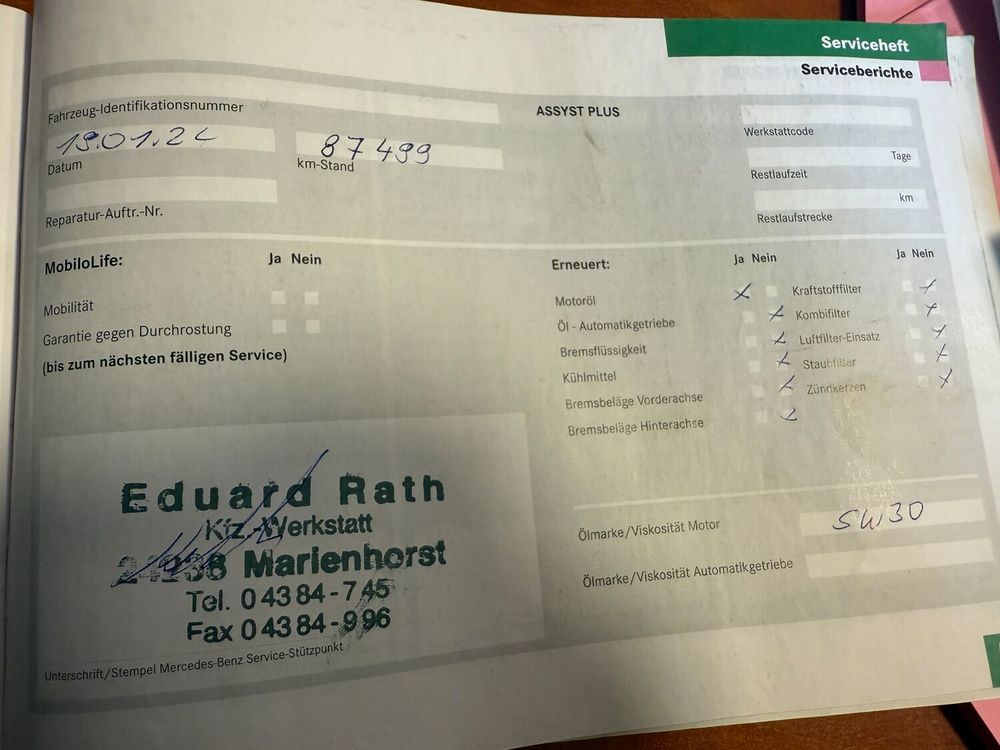 Serviceheft
Serviceberichte
Fahrzeug-Identifikationsnummer
ASSYST PLUS
Werkstattcode
19.01.24
87499
Datum
km-Stand
Tage
Restlaufzeit
km
Reparatur-Auftr.-Nr.
Restlaufstrecke
MobiloLife:
Ja Nein
Mobilität
Garantie gegen Durchrostung
(bis zum nächsten fälligen Service)
Erneuert:
Ja Nein
Ja Nein
Motoröl
Kraftstofffilter
Öl - Automatikgetriebe
Kombifilter
Bremsflüssigkeit
Luftfilter-Einsatz
Kühlmittel
Staubfilter
Bremsbeläge Vorderachse
Zündkerzen
Bremsbeläge Hinterachse
Eduard Rath
Kfz.-Werkstatt
24238 Marienhorst
Tel. 0 43 84 - 7 45
Fax 0 43 84 - 9 96
Unterschrift/Stempel Mercedes-Benz Service-Stützpunkt
Ölmarke/Viskosität Motor
5W30
Ölmarke/Viskosität Automatikgetriebe